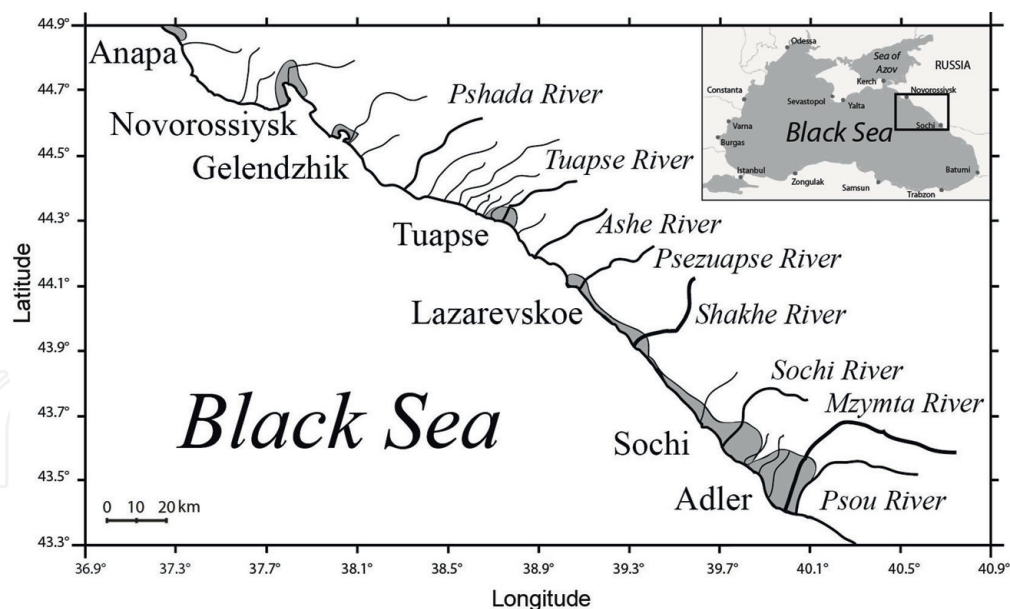 44.9°
44.7°
44.5°
44.3°
44.1°
43.9°
43.7°
43.5°
43.3°
Latitude
Anapa
Novorossiysk
Gelendzhik
Pshada River
Tuapse River
Tuapse
Ashe River
Psezuapse River
Lazarevskoe
Shakhe River
Sochi River
Mzymta River
Black Sea
Sochi
Adler
Psou River
0 10 20 km
Odessa
Sea of
Azov
RUSSIA
Kerch
Constanta
Novorossiysk
Sevastopol
Yalta
Varna
Black Sea
Sochi
Burgas
Istanbul
Zongulak
Samsun
Batumi
Trabzon
36.9° 37.3° 37.7° 38.1° 38.5° 38.9° 39.3° 39.7° 40.1° 40.5° 40.9°
Longitude